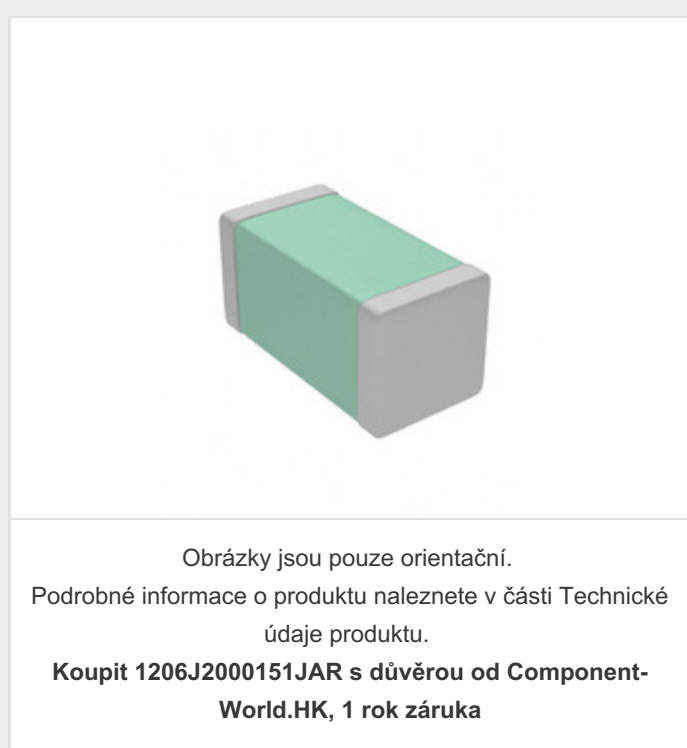 Obrázky jsou pouze orientační.
Podrobné informace o produktu naleznete v části Technické
údaje produktu.
Koupit 1206J2000151JAR s důvěrou od Component-
World.HK, 1 rok záruka